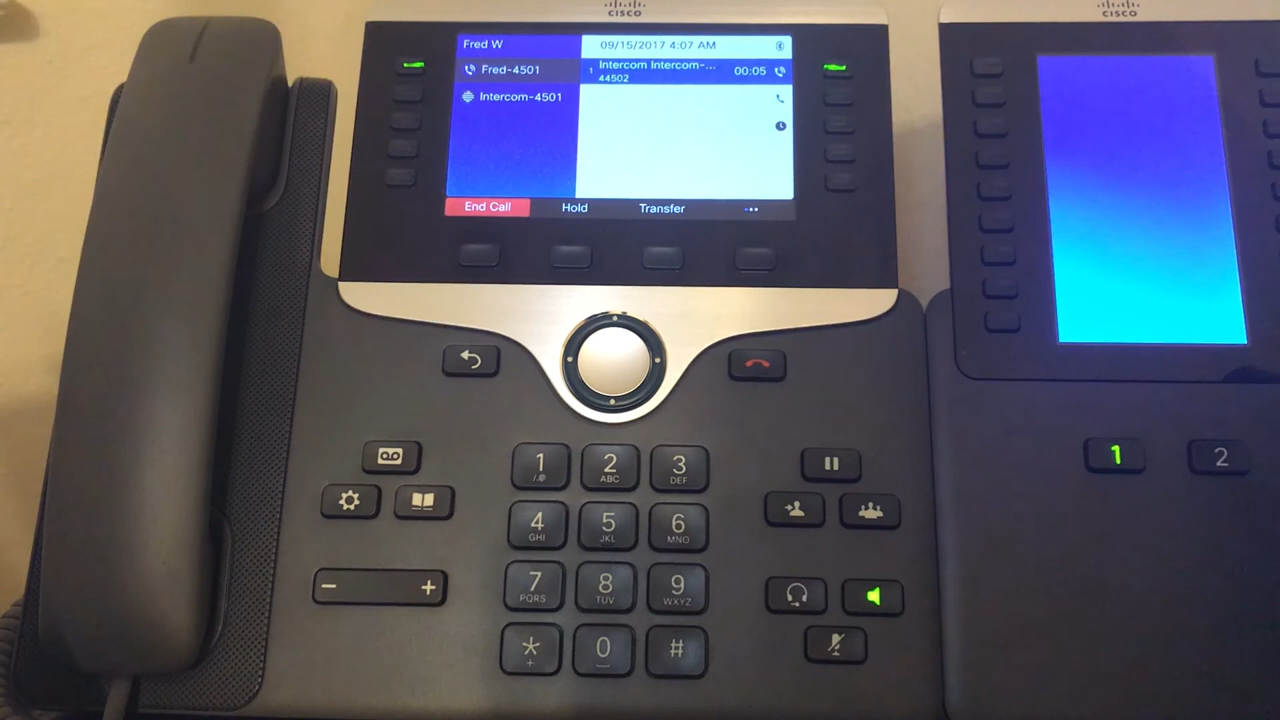 CISCO
CISCO
Fred W
09/15/2017 4:07 AM
Fred-4501
1 Intercom Intercom-... 00:05
44502
Intercom-4501
End Call Hold Transfer •••
1 2 3
/.@ ABC DEF
4 5 6
GHI JKL MNO
7 8 9
PQRS TUV WXYZ
* 0 #
+
− +
1 2